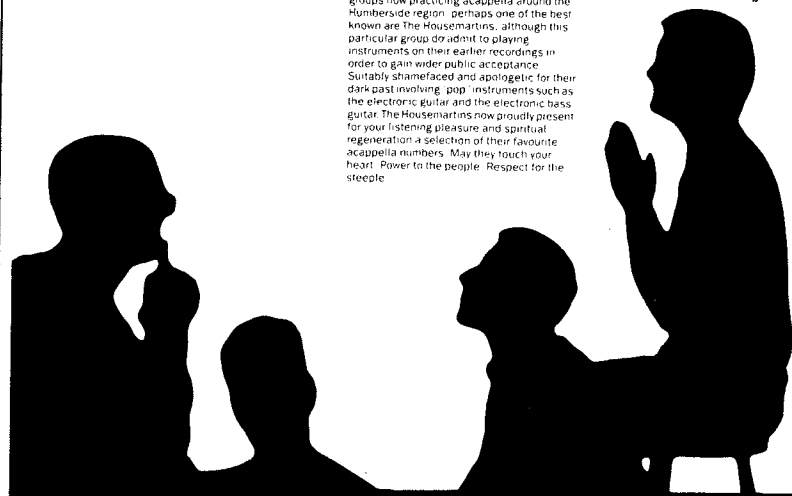 groups now practicing acappella around the
Humberside region perhaps one of the best
known are The Housemartins, although this
particular group do admit to playing
instruments on their earlier recordings in
order to gain wider public acceptance
Suitably shamefaced and apologetic for their
dark past involving 'pop' instruments such as
the electronic guitar and the electronic bass
guitar. The Housemartins now proudly present
for your listening pleasure and spiritual
regeneration a selection of their favourite
acappella numbers May they touch your
heart Power to the people Respect for the
steeple